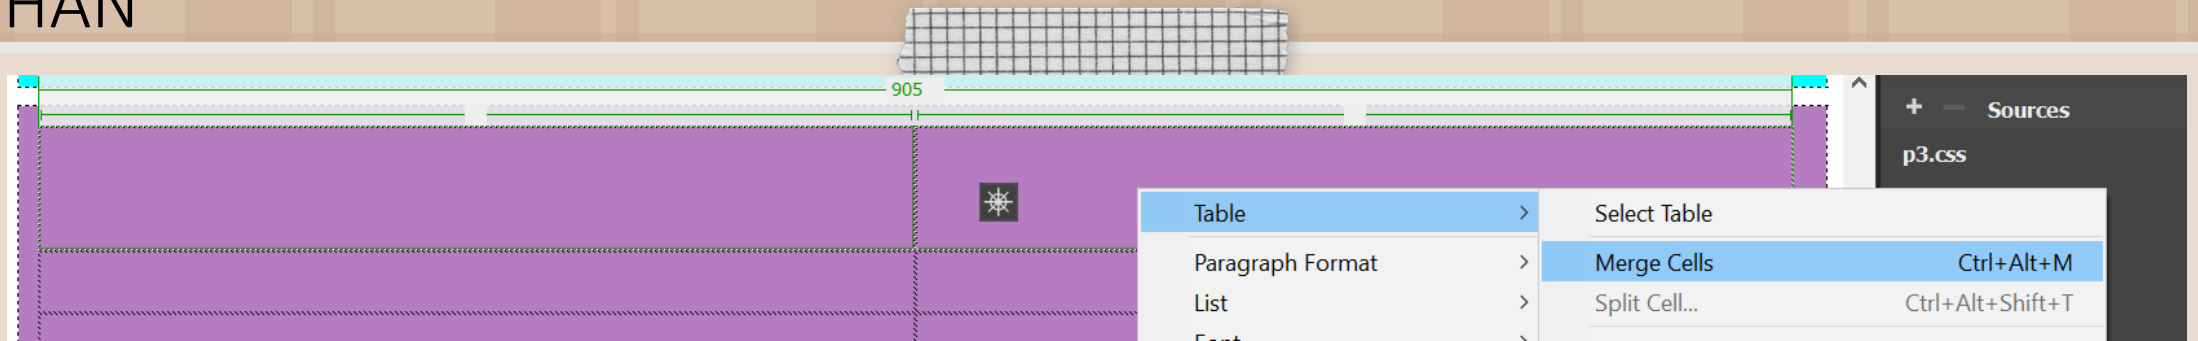 HAN
905
+ − Sources
p3.css
Table > Select Table
Paragraph Format > Merge Cells Ctrl+Alt+M
List > Split Cell... Ctrl+Alt+Shift+T
Font >